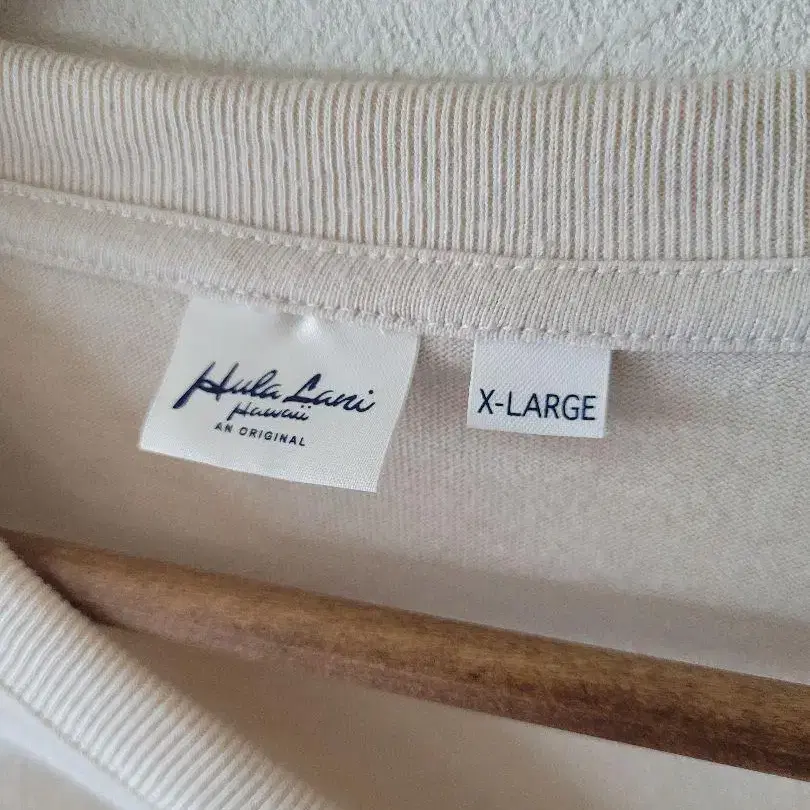 Hula Lani
Hawaii
AN ORIGINAL
X-LARGE